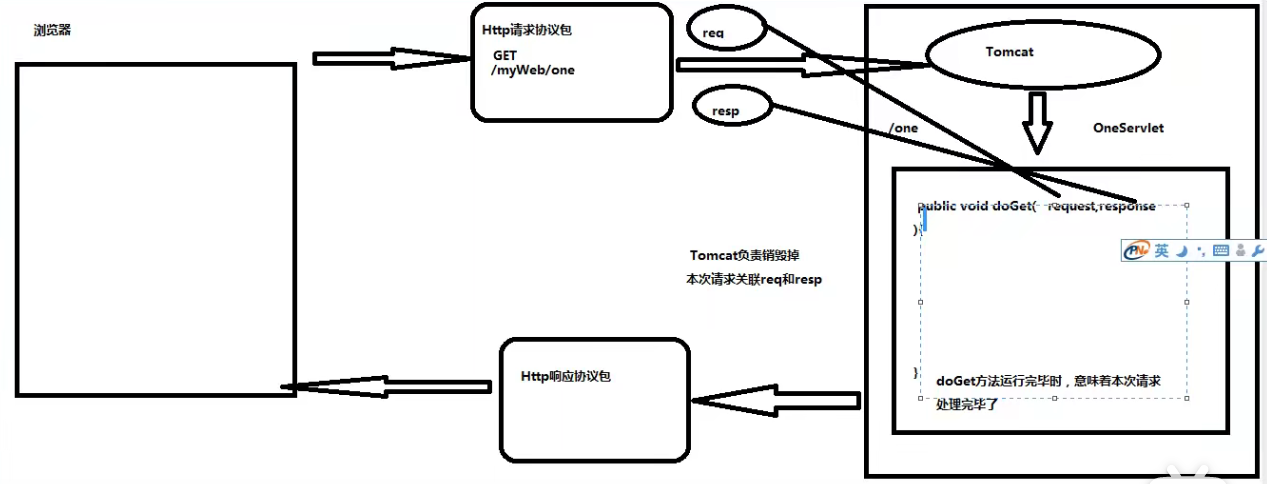 浏览器
Http请求协议包
GET
/myWeb/one
req
resp
Tomcat
/one
OneServlet
public void doGet( request,response
){
Tomcat负责销毁掉
本次请求关联req和resp
英
Http响应协议包
}
doGet方法运行完毕时，意味着本次请求
处理完毕了